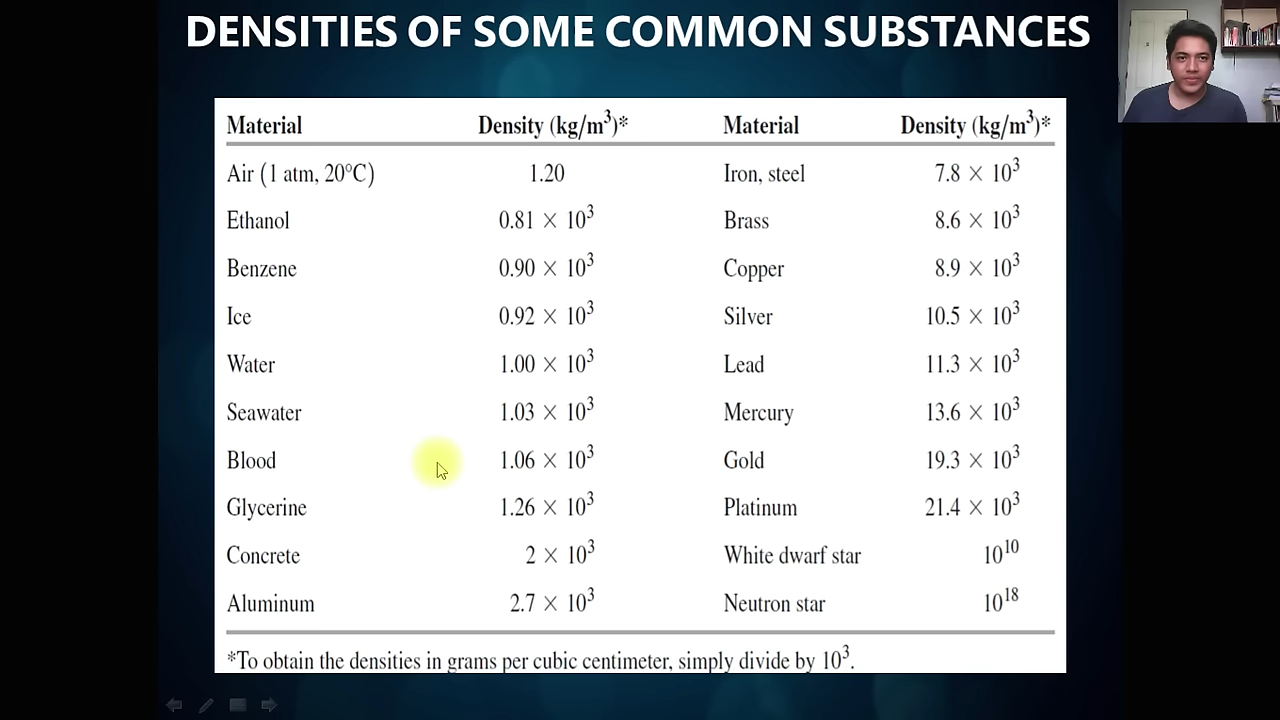 DENSITIES OF SOME COMMON SUBSTANCES
Material Density (kg/m³)* Material Density (kg/m³)*
Air (1 atm, 20°C) 1.20 Iron, steel 7.8 × 10³
Ethanol 0.81 × 10³ Brass 8.6 × 10³
Benzene 0.90 × 10³ Copper 8.9 × 10³
Ice 0.92 × 10³ Silver 10.5 × 10³
Water 1.00 × 10³ Lead 11.3 × 10³
Seawater 1.03 × 10³ Mercury 13.6 × 10³
Blood 1.06 × 10³ Gold 19.3 × 10³
Glycerine 1.26 × 10³ Platinum 21.4 × 10³
Concrete 2 × 10³ White dwarf star 10¹⁰
Aluminum 2.7 × 10³ Neutron star 10¹⁸
*To obtain the densities in grams per cubic centimeter, simply divide by 10³.